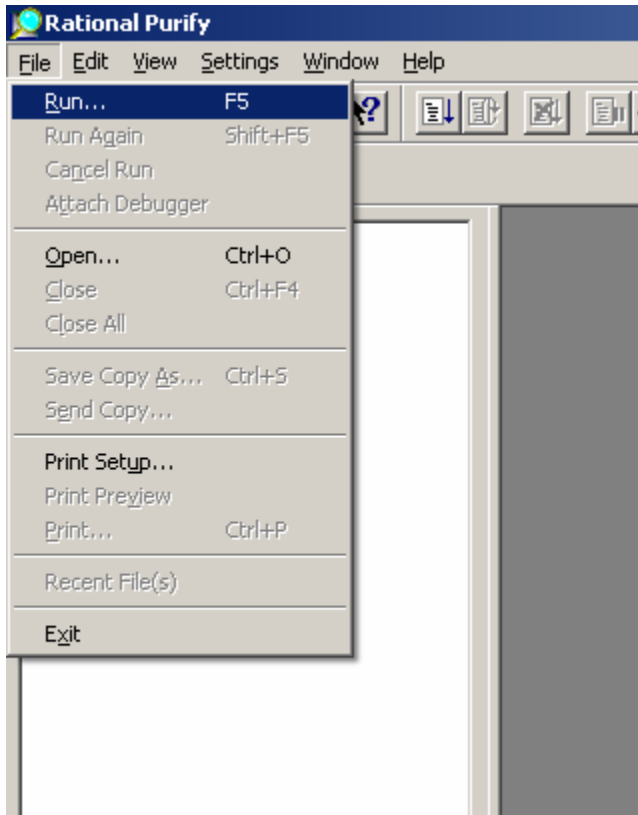 Rational Purify
File Edit View Settings Window Help
Run... F5
Run Again Shift+F5
Cancel Run
Attach Debugger
Open... Ctrl+O
Close Ctrl+F4
Close All
Save Copy As... Ctrl+S
Send Copy...
Print Setup...
Print Preview
Print... Ctrl+P
Recent File(s)
Exit